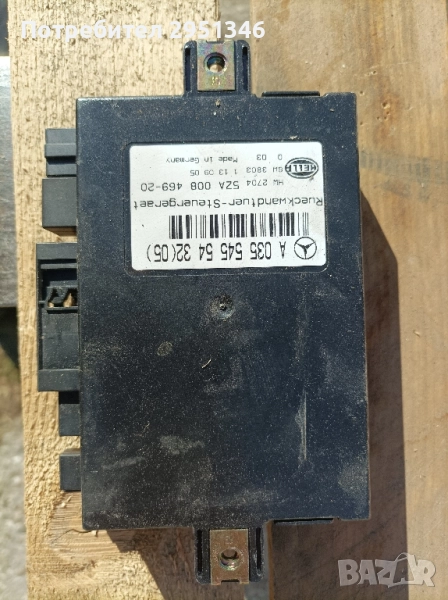 Потребител 2951346
A 035 545 54 32(05)
Rueckwandtuer-Steuergeraet
HW 2704 5ZA 008 469-20
SW 3803 1 13 09 05
0 03 Made in Germany
HELLA
BAZAR